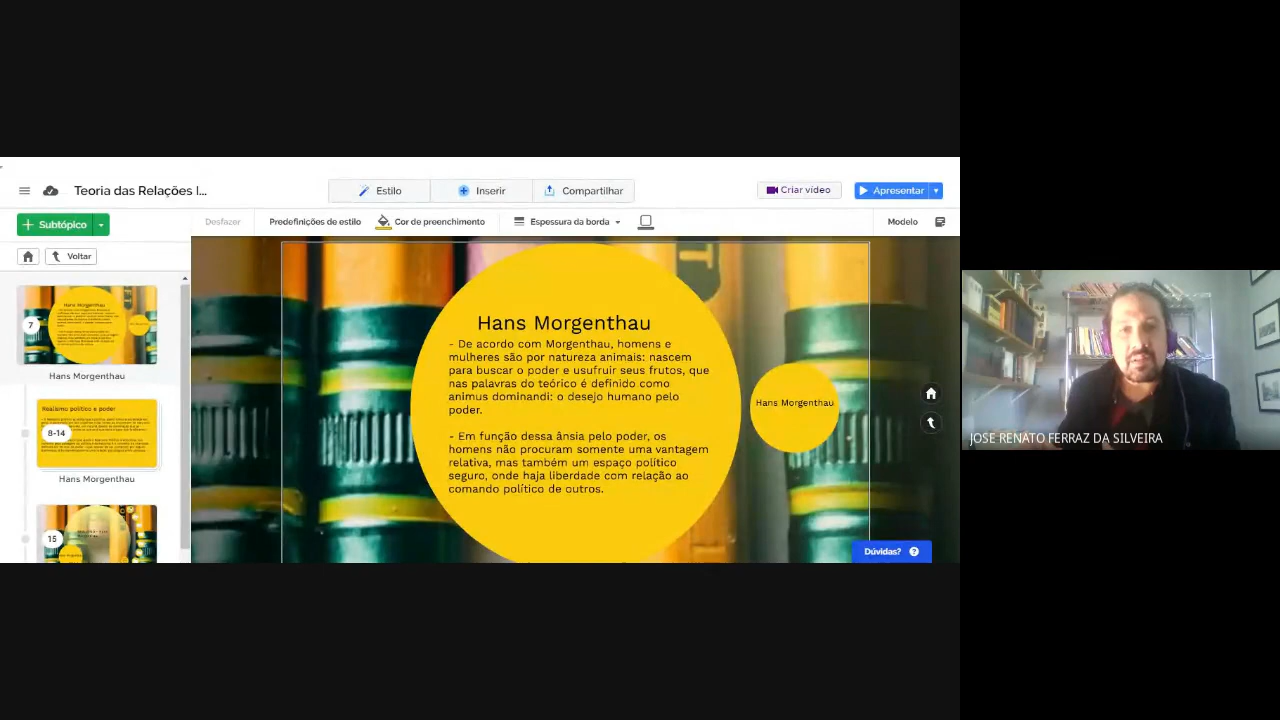 Teoria das Relações I...
Estilo
Inserir
Compartilhar
Criar vídeo
Apresentar
Subtópico
Desfazer
Predefinições de estilo
Cor de preenchimento
Espessura da borda
Modelo
Voltar
7
Hans Morgenthau
Hans Morgenthau
Realismo político e poder
8-14
Hans Morgenthau
15
Hans Morgenthau
- De acordo com Morgenthau, homens e
mulheres são por natureza animais: nascem
para buscar o poder e usufruir seus frutos, que
nas palavras do teórico é definido como
animus dominandi: o desejo humano pelo
poder.
- Em função dessa ânsia pelo poder, os
homens não procuram somente uma vantagem
relativa, mas também um espaço político
seguro, onde haja liberdade com relação ao
comando político de outros.
Hans Morgenthau
Dúvidas? ?
JOSE RENATO FERRAZ DA SILVEIRA